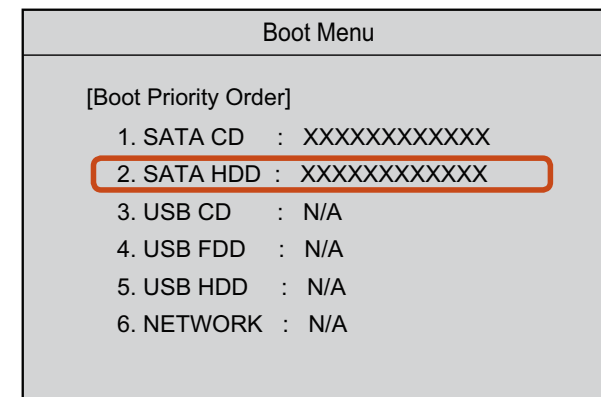 Boot Menu
[Boot Priority Order]
1. SATA CD : XXXXXXXXXXXX
2. SATA HDD : XXXXXXXXXXXX
3. USB CD : N/A
4. USB FDD : N/A
5. USB HDD : N/A
6. NETWORK : N/A